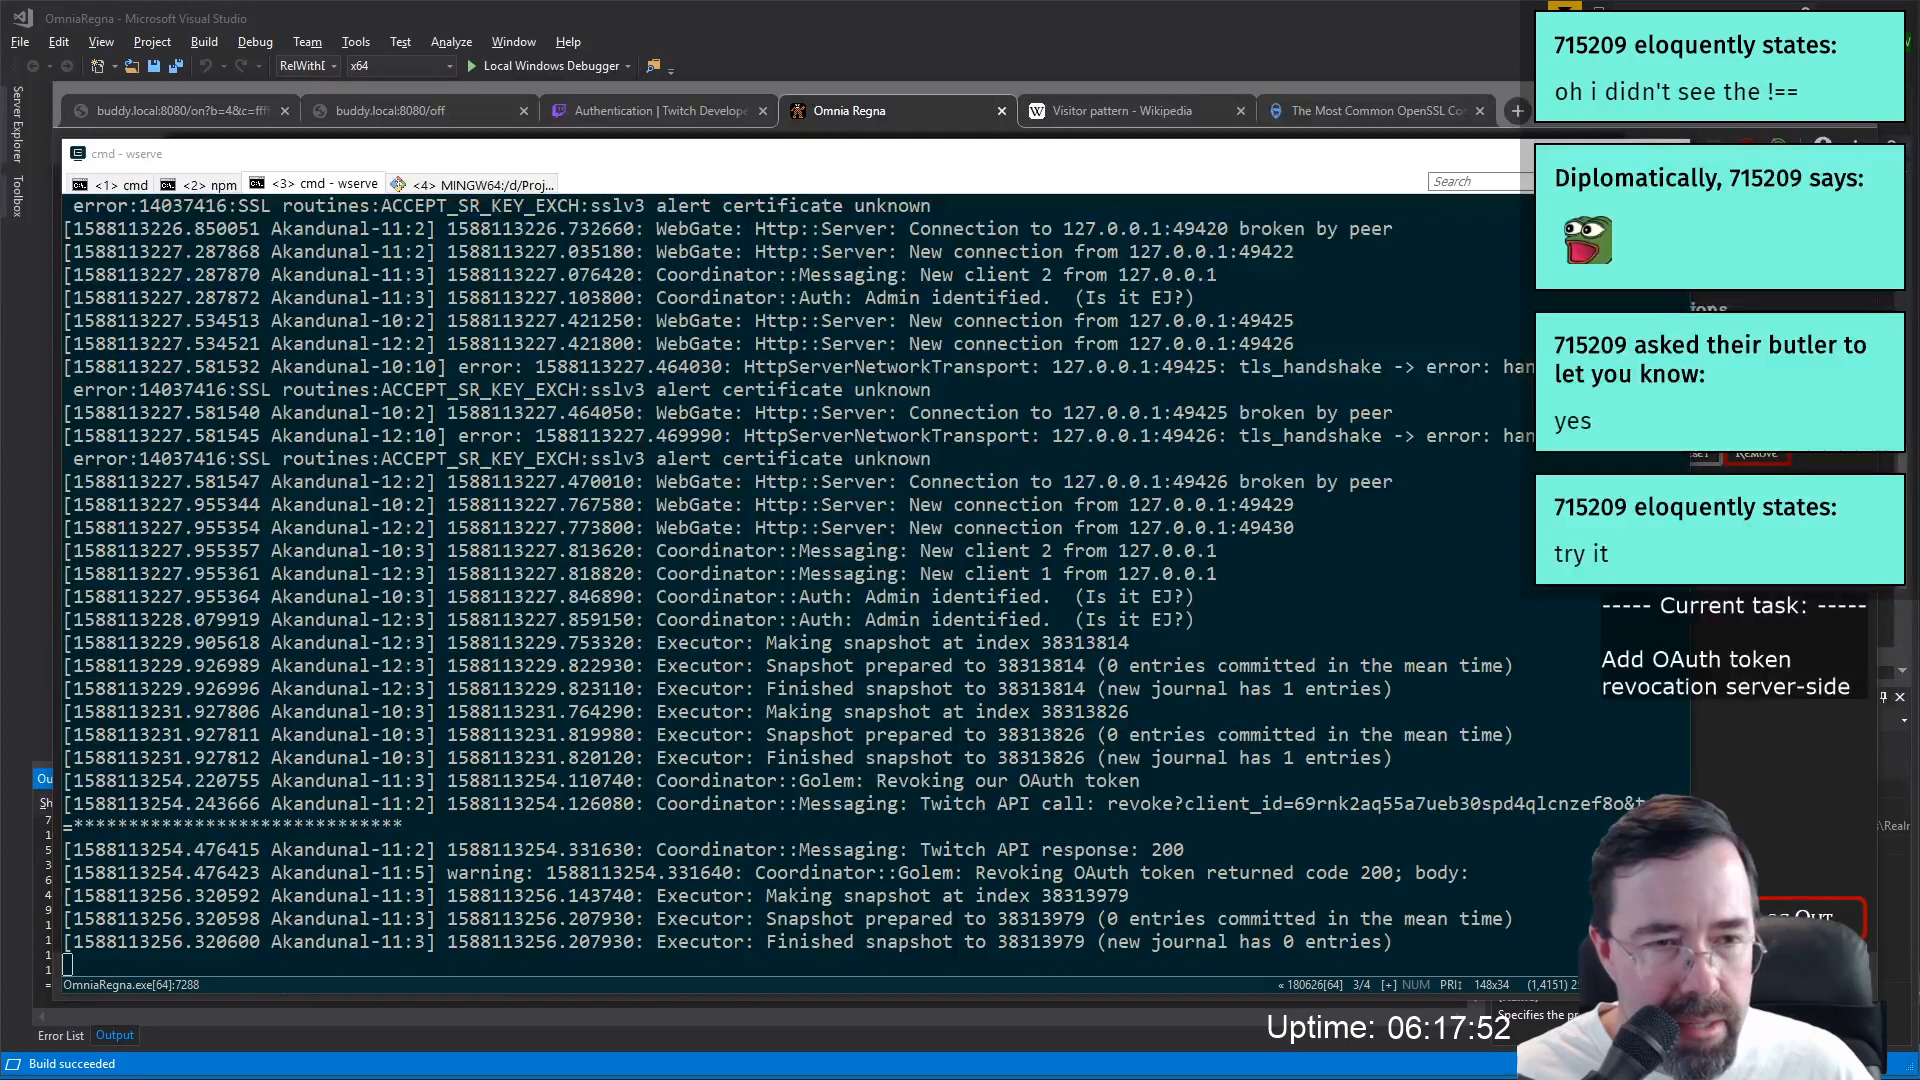 OmniaRegna - Microsoft Visual Studio
File Edit View Project Build Debug Team Tools Test Analyze Window Help
x64 Local Windows Debugger
Server Explorer
Toolbox
buddy.local:8080/on?b=4&c=ffff
buddy.local:8080/off
Authentication | Twitch Develope
Omnia Regna
Visitor pattern - Wikipedia
The Most Common OpenSSL Co
cmd - wserve
<1> cmd <2> npm <3> cmd - wserve <4> MINGW64:/d/Proj...
Search
error:14037416:SSL routines:ACCEPT_SR_KEY_EXCH:sslv3 alert certificate unknown
[1588113226.850051 Akandunal-11:2] 1588113226.732660: WebGate: Http::Server: Connection to 127.0.0.1:49420 broken by peer
[1588113227.287868 Akandunal-11:2] 1588113227.035180: WebGate: Http::Server: New connection from 127.0.0.1:49422
[1588113227.287870 Akandunal-11:3] 1588113227.076420: Coordinator::Messaging: New client 2 from 127.0.0.1
[1588113227.287872 Akandunal-11:3] 1588113227.103800: Coordinator::Auth: Admin identified.  (Is it EJ?)
[1588113227.534513 Akandunal-10:2] 1588113227.421250: WebGate: Http::Server: New connection from 127.0.0.1:49425
[1588113227.534521 Akandunal-12:2] 1588113227.421800: WebGate: Http::Server: New connection from 127.0.0.1:49426
[1588113227.581532 Akandunal-10:10] error: 1588113227.464030: HttpServerNetworkTransport: 127.0.0.1:49425: tls_handshake -> error: han
error:14037416:SSL routines:ACCEPT_SR_KEY_EXCH:sslv3 alert certificate unknown
[1588113227.581540 Akandunal-10:2] 1588113227.464050: WebGate: Http::Server: Connection to 127.0.0.1:49425 broken by peer
[1588113227.581545 Akandunal-12:10] error: 1588113227.469990: HttpServerNetworkTransport: 127.0.0.1:49426: tls_handshake -> error: han
error:14037416:SSL routines:ACCEPT_SR_KEY_EXCH:sslv3 alert certificate unknown
[1588113227.581547 Akandunal-12:2] 1588113227.470010: WebGate: Http::Server: Connection to 127.0.0.1:49426 broken by peer
[1588113227.955344 Akandunal-10:2] 1588113227.767580: WebGate: Http::Server: New connection from 127.0.0.1:49429
[1588113227.955354 Akandunal-12:2] 1588113227.773800: WebGate: Http::Server: New connection from 127.0.0.1:49430
[1588113227.955357 Akandunal-10:3] 1588113227.813620: Coordinator::Messaging: New client 2 from 127.0.0.1
[1588113227.955361 Akandunal-12:3] 1588113227.818820: Coordinator::Messaging: New client 1 from 127.0.0.1
[1588113227.955364 Akandunal-10:3] 1588113227.846890: Coordinator::Auth: Admin identified.  (Is it EJ?)
[1588113228.079919 Akandunal-12:3] 1588113227.859150: Coordinator::Auth: Admin identified.  (Is it EJ?)
[1588113229.905618 Akandunal-12:3] 1588113229.753320: Executor: Making snapshot at index 38313814
[1588113229.926989 Akandunal-12:3] 1588113229.822930: Executor: Snapshot prepared to 38313814 (0 entries committed in the mean time)
[1588113229.926996 Akandunal-12:3] 1588113229.823110: Executor: Finished snapshot to 38313814 (new journal has 1 entries)
[1588113231.927806 Akandunal-10:3] 1588113231.764290: Executor: Making snapshot at index 38313826
[1588113231.927811 Akandunal-10:3] 1588113231.819980: Executor: Snapshot prepared to 38313826 (0 entries committed in the mean time)
[1588113231.927812 Akandunal-10:3] 1588113231.820120: Executor: Finished snapshot to 38313826 (new journal has 1 entries)
[1588113254.220755 Akandunal-11:3] 1588113254.110740: Coordinator::Golem: Revoking our OAuth token
[1588113254.243666 Akandunal-11:2] 1588113254.126080: Coordinator::Messaging: Twitch API call: revoke?client_id=69rnk2aq55a7ueb30spd4qlcnzef8o&t
=******************************
[1588113254.476415 Akandunal-11:2] 1588113254.331630: Coordinator::Messaging: Twitch API response: 200
[1588113254.476423 Akandunal-11:5] warning: 1588113254.331640: Coordinator::Golem: Revoking OAuth token returned code 200; body:
[1588113256.320592 Akandunal-11:3] 1588113256.143740: Executor: Making snapshot at index 38313979
[1588113256.320598 Akandunal-11:3] 1588113256.207930: Executor: Snapshot prepared to 38313979 (0 entries committed in the mean time)
[1588113256.320600 Akandunal-11:3] 1588113256.207930: Executor: Finished snapshot to 38313979 (new journal has 0 entries)
OmniaRegna.exe[64]:7288
« 180626[64] 3/4 [+] NUM PRI 148x34 (1,4151)
715209 eloquently states:
oh i didn't see the !==
Diplomatically, 715209 says:
715209 asked their butler to
let you know:
yes
715209 eloquently states:
try it
----- Current task: -----
Add OAuth token
revocation server-side
Remove
Out
Specifies the pr
Uptime: 06:17:52
Error List Output
Build succeeded